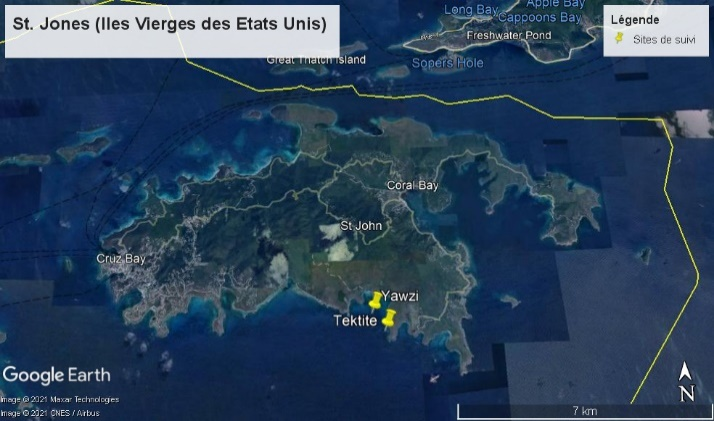 St. Jones (Iles Vierges des Etats Unis)
Long Bay
Apple Bay
Cappoons Bay
Légende
Sites de suivi
Freshwater Pond
Great Thatch Island
Sopers Hole
Coral Bay
St John
Cruz Bay
Yawzi
Tektite
Google Earth
Image © 2021 Maxar Technologies
Image © 2021 CNES / Airbus
N
7 km